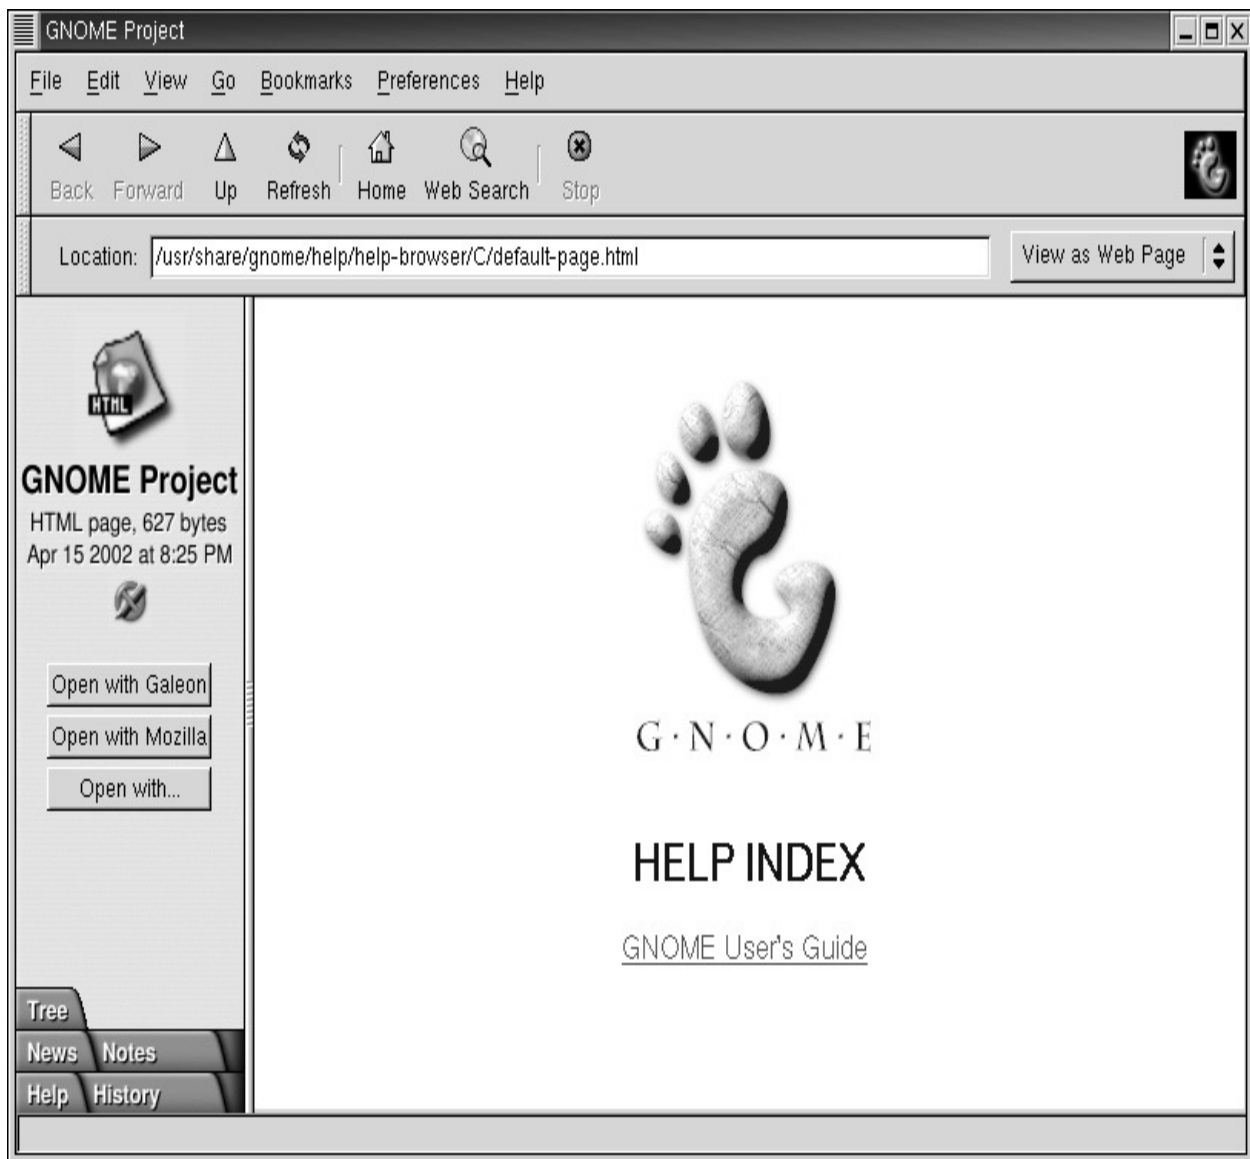 GNOME Project
File Edit View Go Bookmarks Preferences Help
Back Forward Up Refresh Home Web Search Stop
Location: /usr/share/gnome/help/help-browser/C/default-page.html View as Web Page
HTML
GNOME Project
HTML page, 627 bytes
Apr 15 2002 at 8:25 PM
Open with Galeon
Open with Mozilla
Open with...
G·N·O·M·E
HELP INDEX
GNOME User's Guide
Tree
News Notes
Help History